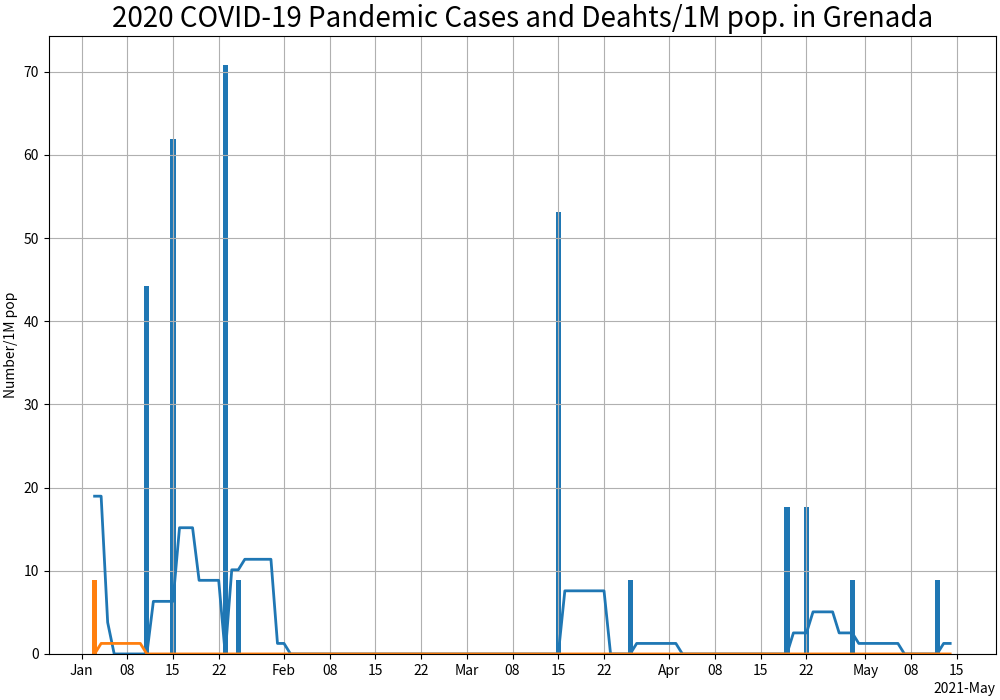 2020 COVID-19 Pandemic Cases and Deahts/1M pop. in Grenada
Number/1M pop
70
60
50
40
30
20
10
0
Jan 08 15 22 Feb 08 15 22 Mar 08 15 22 Apr 08 15 22 May 08 15
2021-May